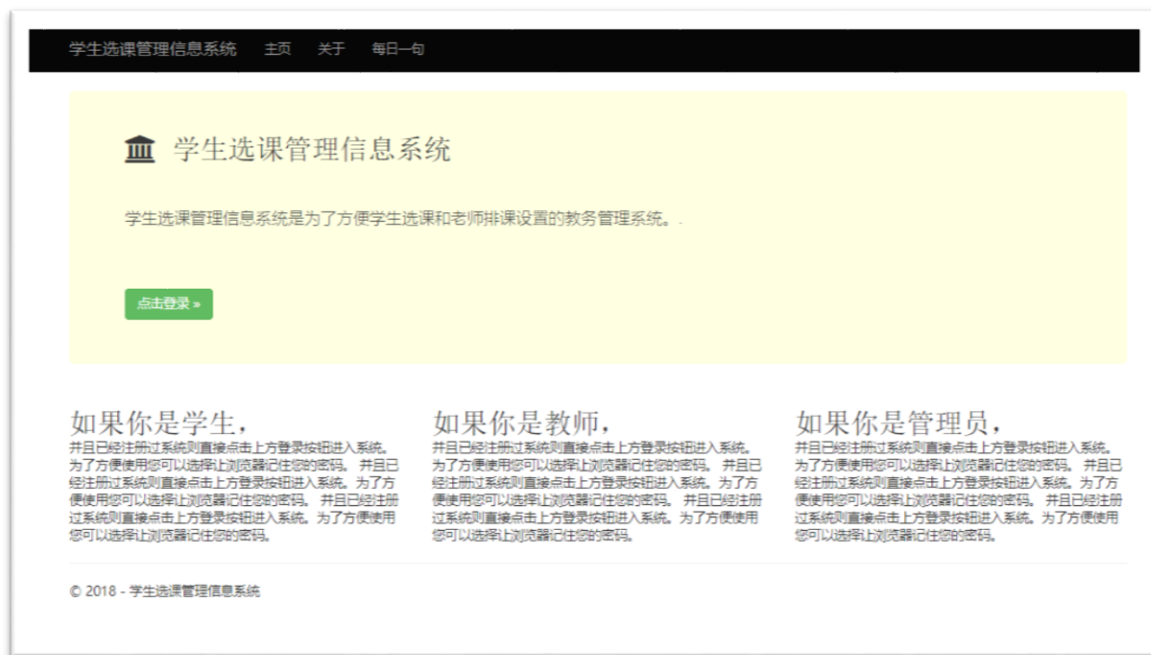 学生选课管理信息系统 主页 关于 每日一句
学生选课管理信息系统
学生选课管理信息系统是为了方便学生选课和老师排课设置的教务管理系统。.
点击登录 »
如果你是学生，
并且已经注册过系统则直接点击上方登录按钮进入系统。
为了方便使用您可以选择让浏览器记住您的密码。 并且已
经注册过系统则直接点击上方登录按钮进入系统。为了方
便使用您可以选择让浏览器记住您的密码。 并且已经注册
过系统则直接点击上方登录按钮进入系统。为了方便使用
您可以选择让浏览器记住您的密码。
如果你是教师，
并且已经注册过系统则直接点击上方登录按钮进入系统。
为了方便使用您可以选择让浏览器记住您的密码。 并且已
经注册过系统则直接点击上方登录按钮进入系统。为了方
便使用您可以选择让浏览器记住您的密码。 并且已经注册
过系统则直接点击上方登录按钮进入系统。为了方便使用
您可以选择让浏览器记住您的密码。
如果你是管理员，
并且已经注册过系统则直接点击上方登录按钮进入系统。
为了方便使用您可以选择让浏览器记住您的密码。 并且已
经注册过系统则直接点击上方登录按钮进入系统。为了方
便使用您可以选择让浏览器记住您的密码。 并且已经注册
过系统则直接点击上方登录按钮进入系统。为了方便使用
您可以选择让浏览器记住您的密码。
© 2018 - 学生选课管理信息系统